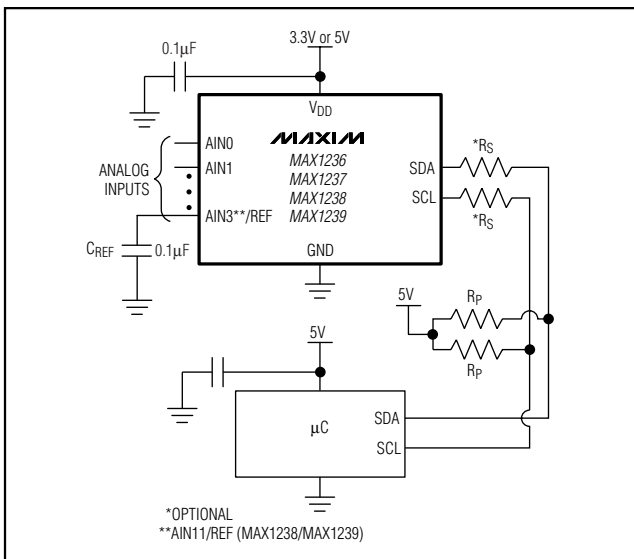 3.3V or 5V
0.1μF
VDD
MAXIM
AIN0
MAX1236
SDA
*RS
ANALOG
INPUTS
AIN1
MAX1237
MAX1238
SCL
*RS
AIN3**/REF
MAX1239
CREF
0.1μF
GND
5V
RP
5V
RP
μC
SDA
SCL
*OPTIONAL
**AIN11/REF (MAX1238/MAX1239)